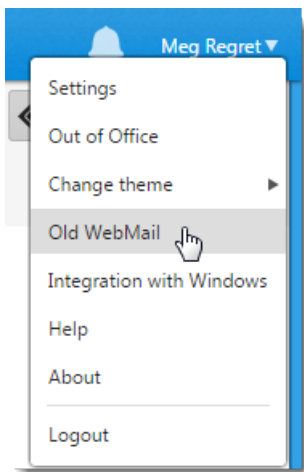 Meg Regret
Settings
Out of Office
Change theme
Old WebMail
Integration with Windows
Help
About
Logout